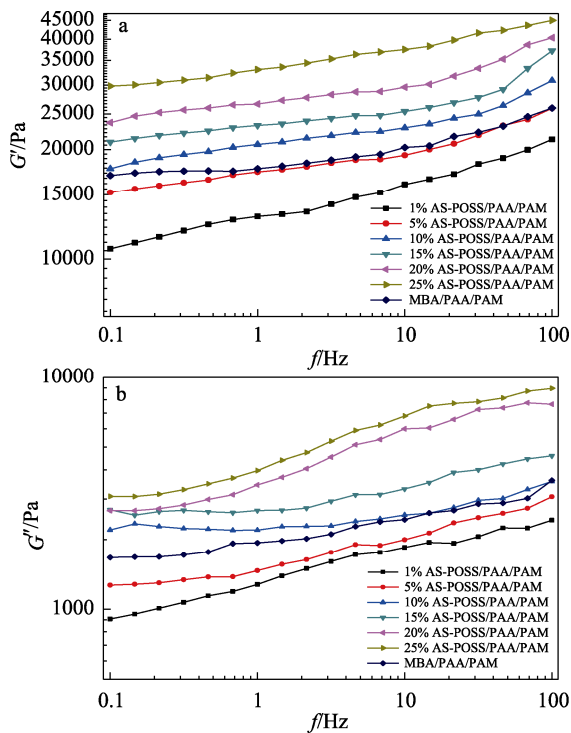 a
45000
40000
35000
30000
25000
20000
15000
10000
G′/Pa
1% AS-POSS/PAA/PAM
5% AS-POSS/PAA/PAM
10% AS-POSS/PAA/PAM
15% AS-POSS/PAA/PAM
20% AS-POSS/PAA/PAM
25% AS-POSS/PAA/PAM
MBA/PAA/PAM
0.1 1 10 100
f/Hz
b
10000
1000
G″/Pa
1% AS-POSS/PAA/PAM
5% AS-POSS/PAA/PAM
10% AS-POSS/PAA/PAM
15% AS-POSS/PAA/PAM
20% AS-POSS/PAA/PAM
25% AS-POSS/PAA/PAM
MBA/PAA/PAM
0.1 1 10 100
f/Hz